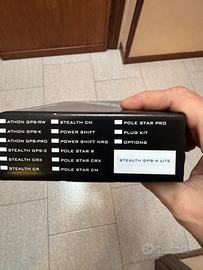 ATHON GPS-RW
ATHON GPS-K
ATHON GPS-PRO
STEALTH GPS-3
STEALTH CRX
STEALTH CR
STEALTH CM
POWER SHIFT
POWER SHIFT NRG
POLE STAR R
POLE STAR CRX
POLE STAR CM
POLE STAR PRO
PLUG KIT
OPTIONS
STEALTH GPS-4 LITE
subito